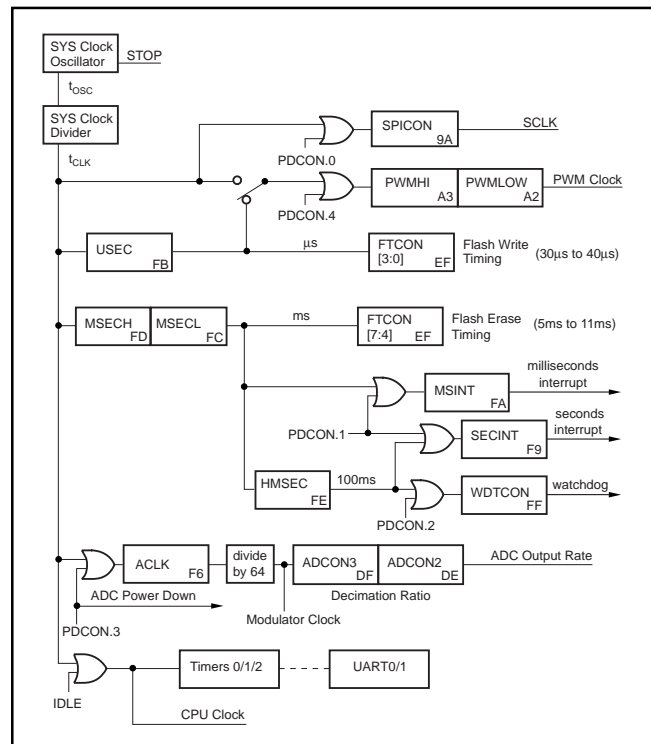 SYS Clock
Oscillator
STOP
tOSC
SYS Clock
Divider
tCLK
SPICON
9A
SCLK
PDCON.0
PWMHI
A3
PWMLOW
A2
PWM Clock
PDCON.4
USEC
FB
μs
FTCON
[3:0]
EF
Flash Write
Timing
(30μs to 40μs)
MSECH
FD
MSECL
FC
ms
FTCON
[7:4]
EF
Flash Erase
Timing
(5ms to 11ms)
milliseconds
interrupt
MSINT
FA
PDCON.1
seconds
interrupt
SECINT
F9
HMSEC
FE
100ms
WDTCON
FF
watchdog
PDCON.2
ACLK
F6
divide
by 64
ADCON3
DF
ADCON2
DE
ADC Output Rate
ADC Power Down
Decimation Ratio
Modulator Clock
PDCON.3
Timers 0/1/2
UART0/1
IDLE
CPU Clock